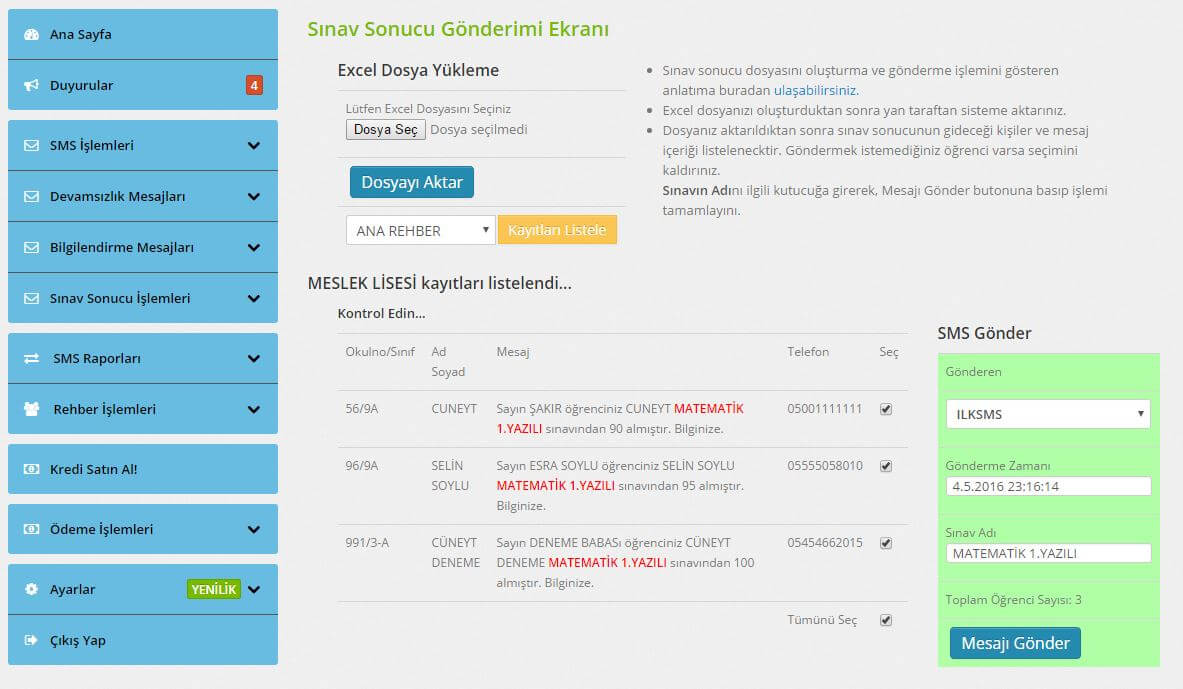 Ana Sayfa
Duyurular 4
SMS İşlemleri
Devamsızlık Mesajları
Bilgilendirme Mesajları
Sınav Sonucu İşlemleri
SMS Raporları
Rehber İşlemleri
Kredi Satın Al!
Ödeme İşlemleri
Ayarlar YENİLİK
Çıkış Yap
Sınav Sonucu Gönderimi Ekranı
Excel Dosya Yükleme
Lütfen Excel Dosyasını Seçiniz
Dosya Seç Dosya seçilmedi
Dosyayı Aktar
ANA REHBER Kayıtları Listele
Sınav sonucu dosyasını oluşturma ve gönderme işlemini gösteren
anlatıma buradan ulaşabilirsiniz.
Excel dosyanızı oluşturduktan sonra yan taraftan sisteme aktarınız.
Dosyanız aktarıldıktan sonra sınav sonucunun gideceği kişiler ve mesaj
içeriği listelenecktir. Göndermek istemediğiniz öğrenci varsa seçimini
kaldırınız.
Sınavın Adını ilgili kutucuğa girerek, Mesajı Gönder butonuna basıp işlemi
tamamlayını.
MESLEK LİSESİ kayıtları listelendi...
Kontrol Edin...
Okulno/Sınıf Ad Mesaj Telefon Seç
Soyad
56/9A CUNEYT Sayın ŞAKIR öğrenciniz CUNEYT MATEMATİK 05001111111
1.YAZILI sınavından 90 almıştır. Bilginize.
96/9A SELİN Sayın ESRA SOYLU öğrenciniz SELİN SOYLU 05555058010
SOYLU MATEMATİK 1.YAZILI sınavından 95 almıştır.
Bilginize.
991/3-A CÜNEYT Sayın DENEME BABASı öğrenciniz CÜNEYT 05454662015
DENEME DENEME MATEMATİK 1.YAZILI sınavından 100
almıştır. Bilginize.
Tümünü Seç
SMS Gönder
Gönderen
ILKSMS
Gönderme Zamanı
4.5.2016 23:16:14
Sınav Adı
MATEMATİK 1.YAZILI
Toplam Öğrenci Sayısı: 3
Mesajı Gönder